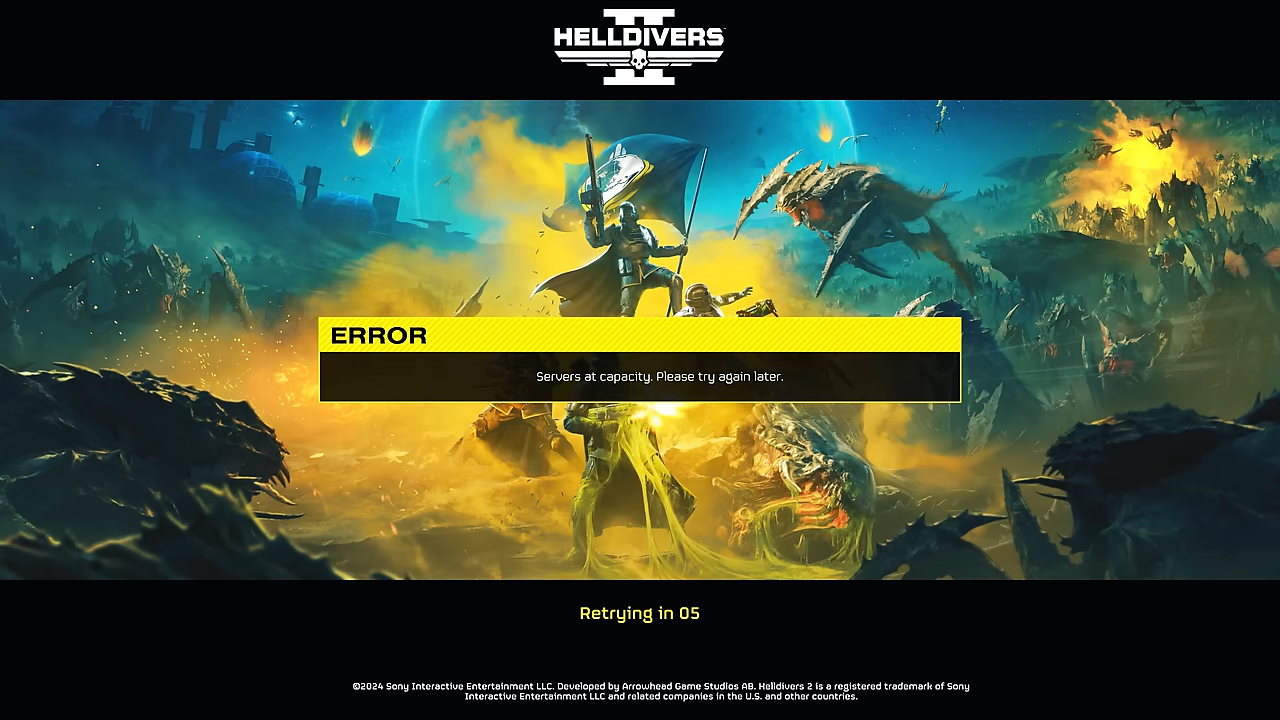 HELLDIVERS
II
ERROR
Servers at capacity. Please try again later.
Retrying in 05
©2024 Sony Interactive Entertainment LLC. Developed by Arrowhead Game Studios AB. Helldivers 2 is a registered trademark of Sony
Interactive Entertainment LLC and related companies in the U.S. and other countries.